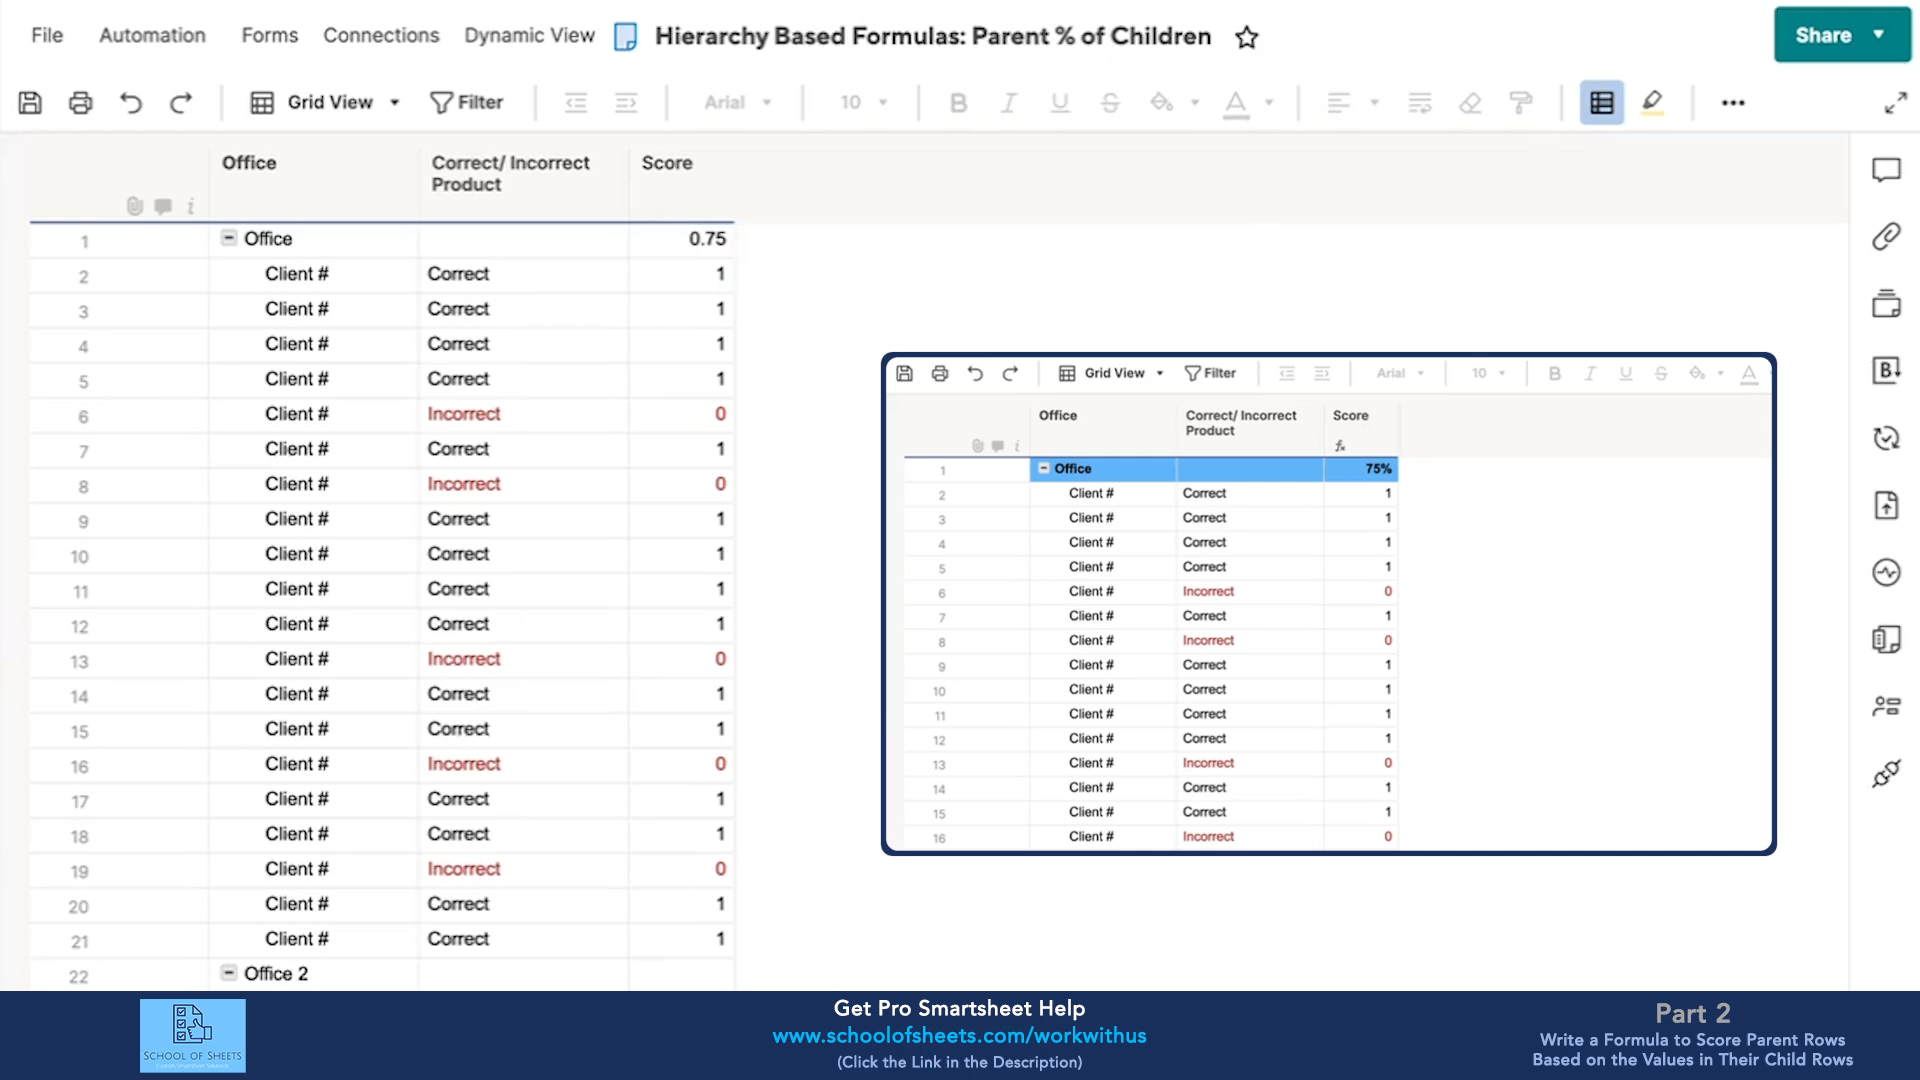 File Automation Forms Connections Dynamic View Hierarchy Based Formulas: Parent % of Children Share
Grid View Filter Arial 10 B I U S A
Office Correct/ Incorrect Score
Product
1 Office 0.75
2 Client # Correct 1
3 Client # Correct 1
4 Client # Correct 1
5 Client # Correct 1
6 Client # Incorrect 0
7 Client # Correct 1
8 Client # Incorrect 0
9 Client # Correct 1
10 Client # Correct 1
11 Client # Correct 1
12 Client # Correct 1
13 Client # Incorrect 0
14 Client # Correct 1
15 Client # Correct 1
16 Client # Incorrect 0
17 Client # Correct 1
18 Client # Correct 1
19 Client # Incorrect 0
20 Client # Correct 1
21 Client # Correct 1
22 Office 2
Grid View Filter Arial 10 B I U S A
Office Correct/ Incorrect Score
Product
fx
1 Office 75%
2 Client # Correct 1
3 Client # Correct 1
4 Client # Correct 1
5 Client # Correct 1
6 Client # Incorrect 0
7 Client # Correct 1
8 Client # Incorrect 0
9 Client # Correct 1
10 Client # Correct 1
11 Client # Correct 1
12 Client # Correct 1
13 Client # Incorrect 0
14 Client # Correct 1
15 Client # Correct 1
16 Client # Incorrect 0
SCHOOL OF SHEETS
Custom Smartsheet Solutions
Get Pro Smartsheet Help
www.schoolofsheets.com/workwithus
(Click the Link in the Description)
Part 2
Write a Formula to Score Parent Rows
Based on the Values in Their Child Rows